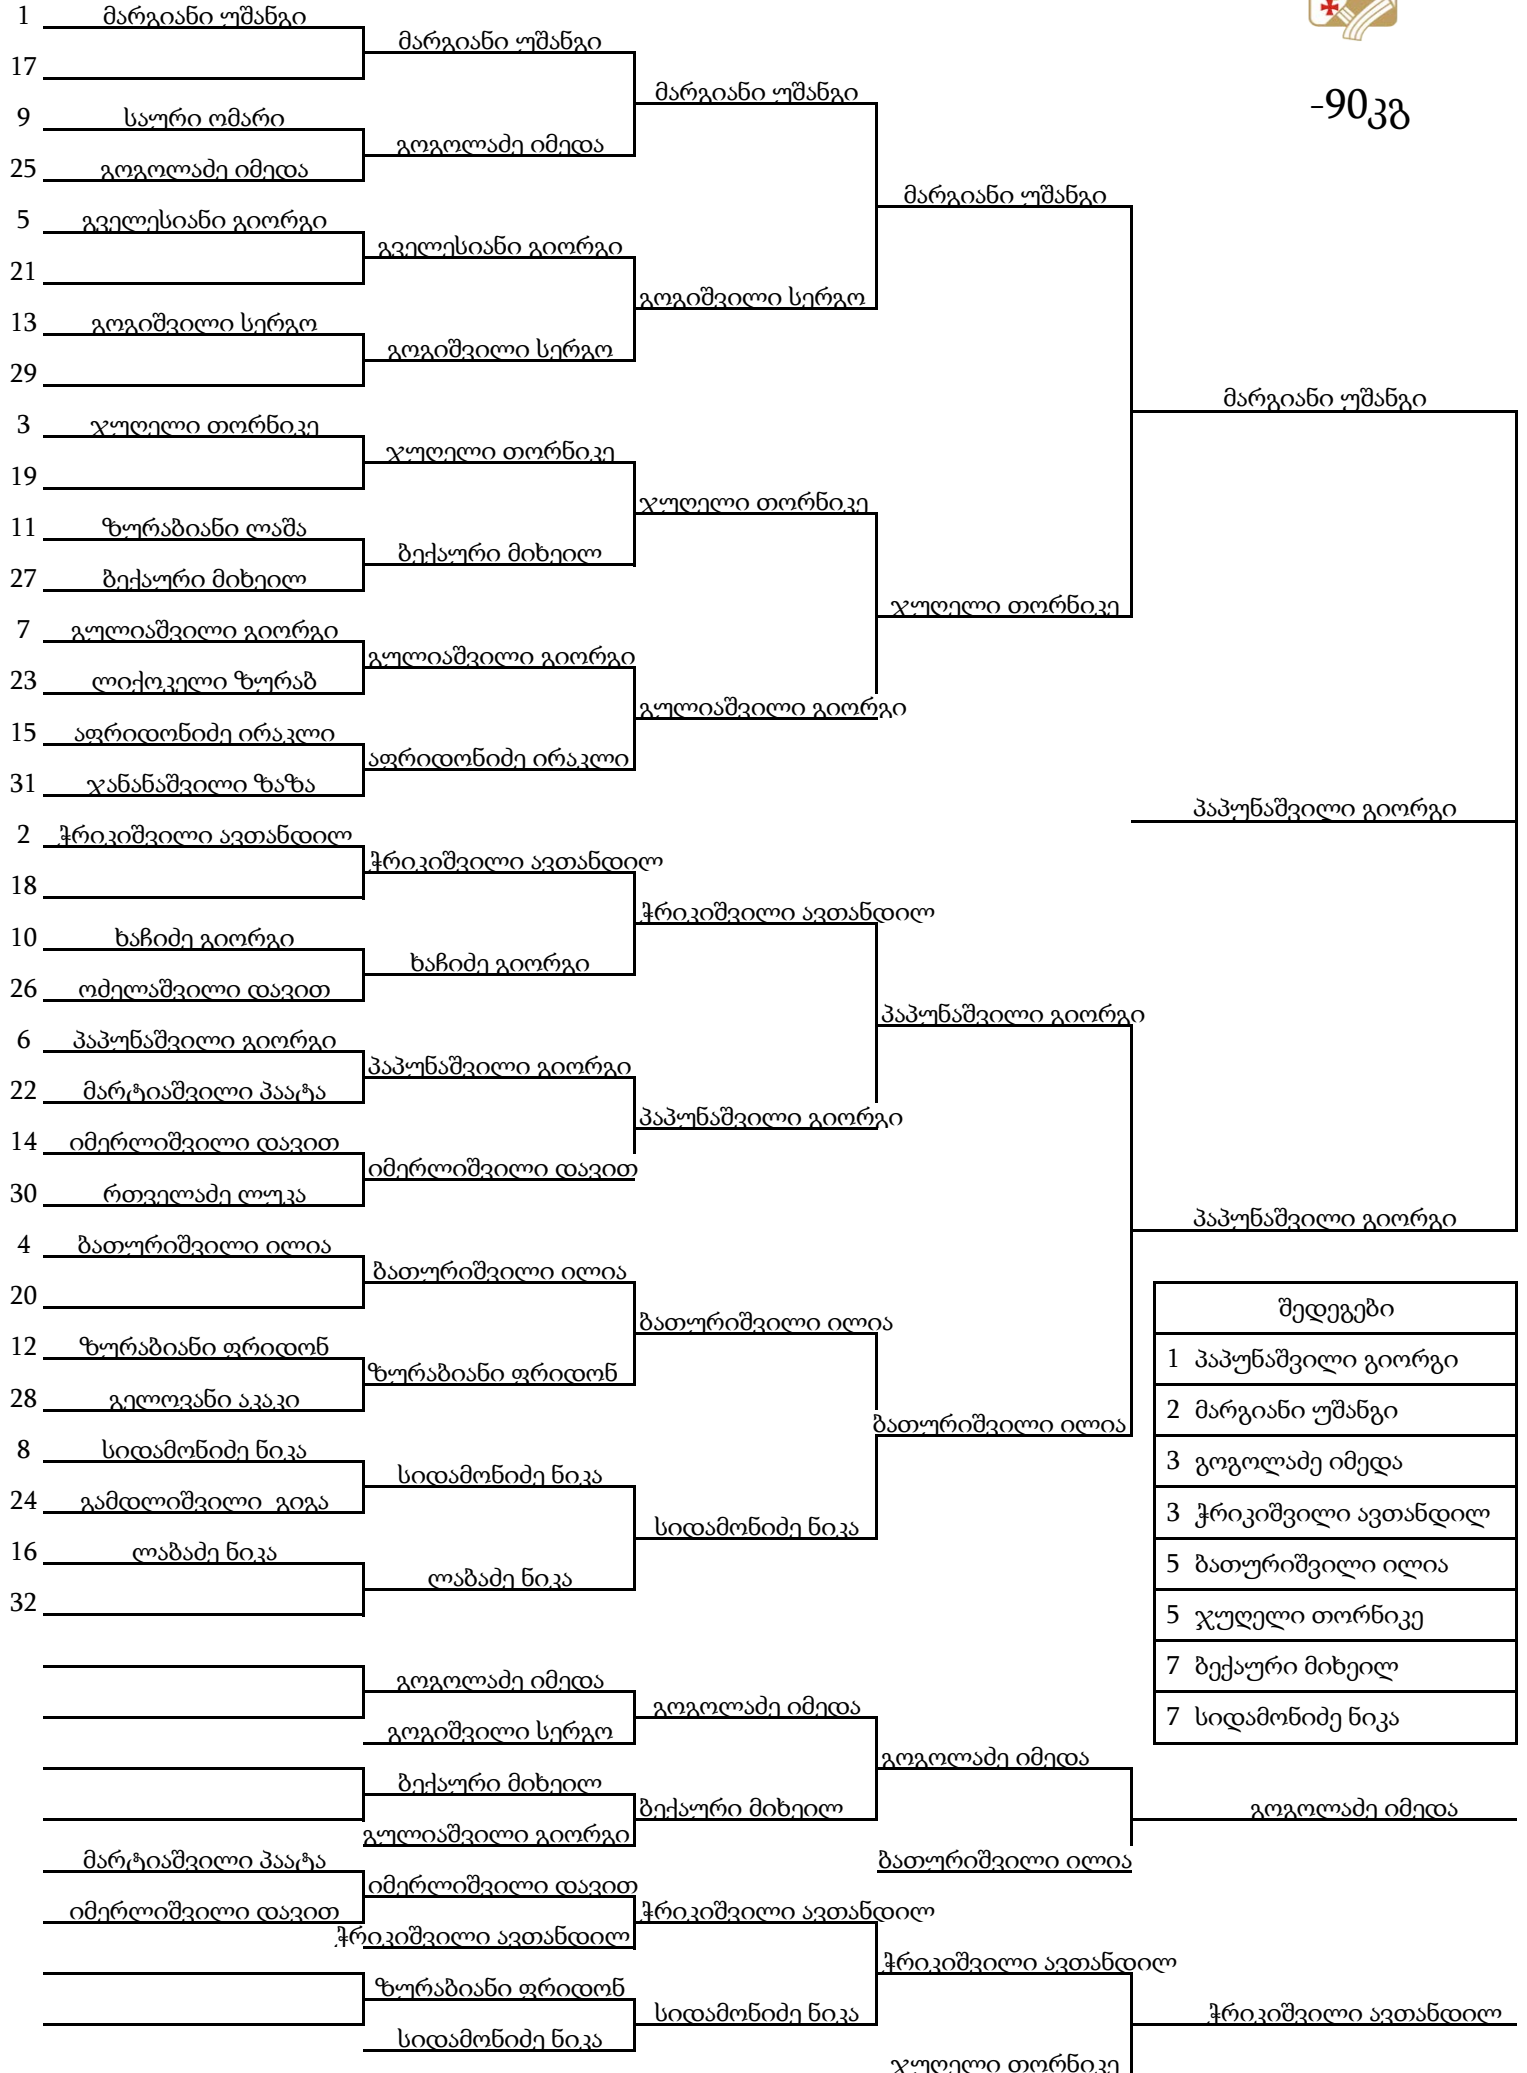 1 მარგიანი უშანგი
მარგიანი უშანგი
17
მარგიანი უშანგი
-90კგ
9 საური ომარი
გოგოლაძე იმედა
25 გოგოლაძე იმედა
მარგიანი უშანგი
5 გველესიანი გიორგი
გველესიანი გიორგი
21
გოგიშვილი სერგო
13 გოგიშვილი სერგო
გოგიშვილი სერგო
29
მარგიანი უშანგი
3 ჯუღელი თორნიკე
ჯუღელი თორნიკე
19
ჯუღელი თორნიკე
11 ზურაბიანი ლაშა
ბექაური მიხეილ
27 ბექაური მიხეილ
ჯუღელი თორნიკე
7 გულიაშვილი გიორგი
გულიაშვილი გიორგი
23 ლიქოკელი ზურაბ
გულიაშვილი გიორგი
15 აფრიდონიძე ირაკლი
აფრიდონიძე ირაკლი
31 ჯანანაშვილი ზაზა
პაპუნაშვილი გიორგი
2 ჭრიკიშვილი ავთანდილ
ჭრიკიშვილი ავთანდილ
18
ჭრიკიშვილი ავთანდილ
10 ხაჩიძე გიორგი
ხაჩიძე გიორგი
26 ოძელაშვილი დავით
პაპუნაშვილი გიორგი
6 პაპუნაშვილი გიორგი
პაპუნაშვილი გიორგი
22 მარტიაშვილი პაატა
პაპუნაშვილი გიორგი
14 იმერლიშვილი დავით
იმერლიშვილი დავით
30 რთველაძე ლუკა
პაპუნაშვილი გიორგი
4 ბათურიშვილი ილია
ბათურიშვილი ილია
20
ბათურიშვილი ილია
12 ზურაბიანი ფრიდონ
ზურაბიანი ფრიდონ
28 გელოვანი აკაკი
ბათურიშვილი ილია
8 სიდამონიძე ნიკა
სიდამონიძე ნიკა
24 გამდლიშვილი გიგა
სიდამონიძე ნიკა
16 ლაბაძე ნიკა
ლაბაძე ნიკა
32
შედეგები
1 პაპუნაშვილი გიორგი
2 მარგიანი უშანგი
3 გოგოლაძე იმედა
3 ჭრიკიშვილი ავთანდილ
5 ბათურიშვილი ილია
5 ჯუღელი თორნიკე
7 ბექაური მიხეილ
7 სიდამონიძე ნიკა
გოგოლაძე იმედა
გოგოლაძე იმედა
გოგიშვილი სერგო
გოგოლაძე იმედა
ბექაური მიხეილ
ბექაური მიხეილ
გოგოლაძე იმედა
გულიაშვილი გიორგი
მარტიაშვილი პაატა
ბათურიშვილი ილია
იმერლიშვილი დავით
იმერლიშვილი დავით
ჭრიკიშვილი ავთანდილ
ჭრიკიშვილი ავთანდილ
ჭრიკიშვილი ავთანდილ
ზურაბიანი ფრიდონ
სიდამონიძე ნიკა
ჭრიკიშვილი ავთანდილ
სიდამონიძე ნიკა
ჯუღელი თორნიკე